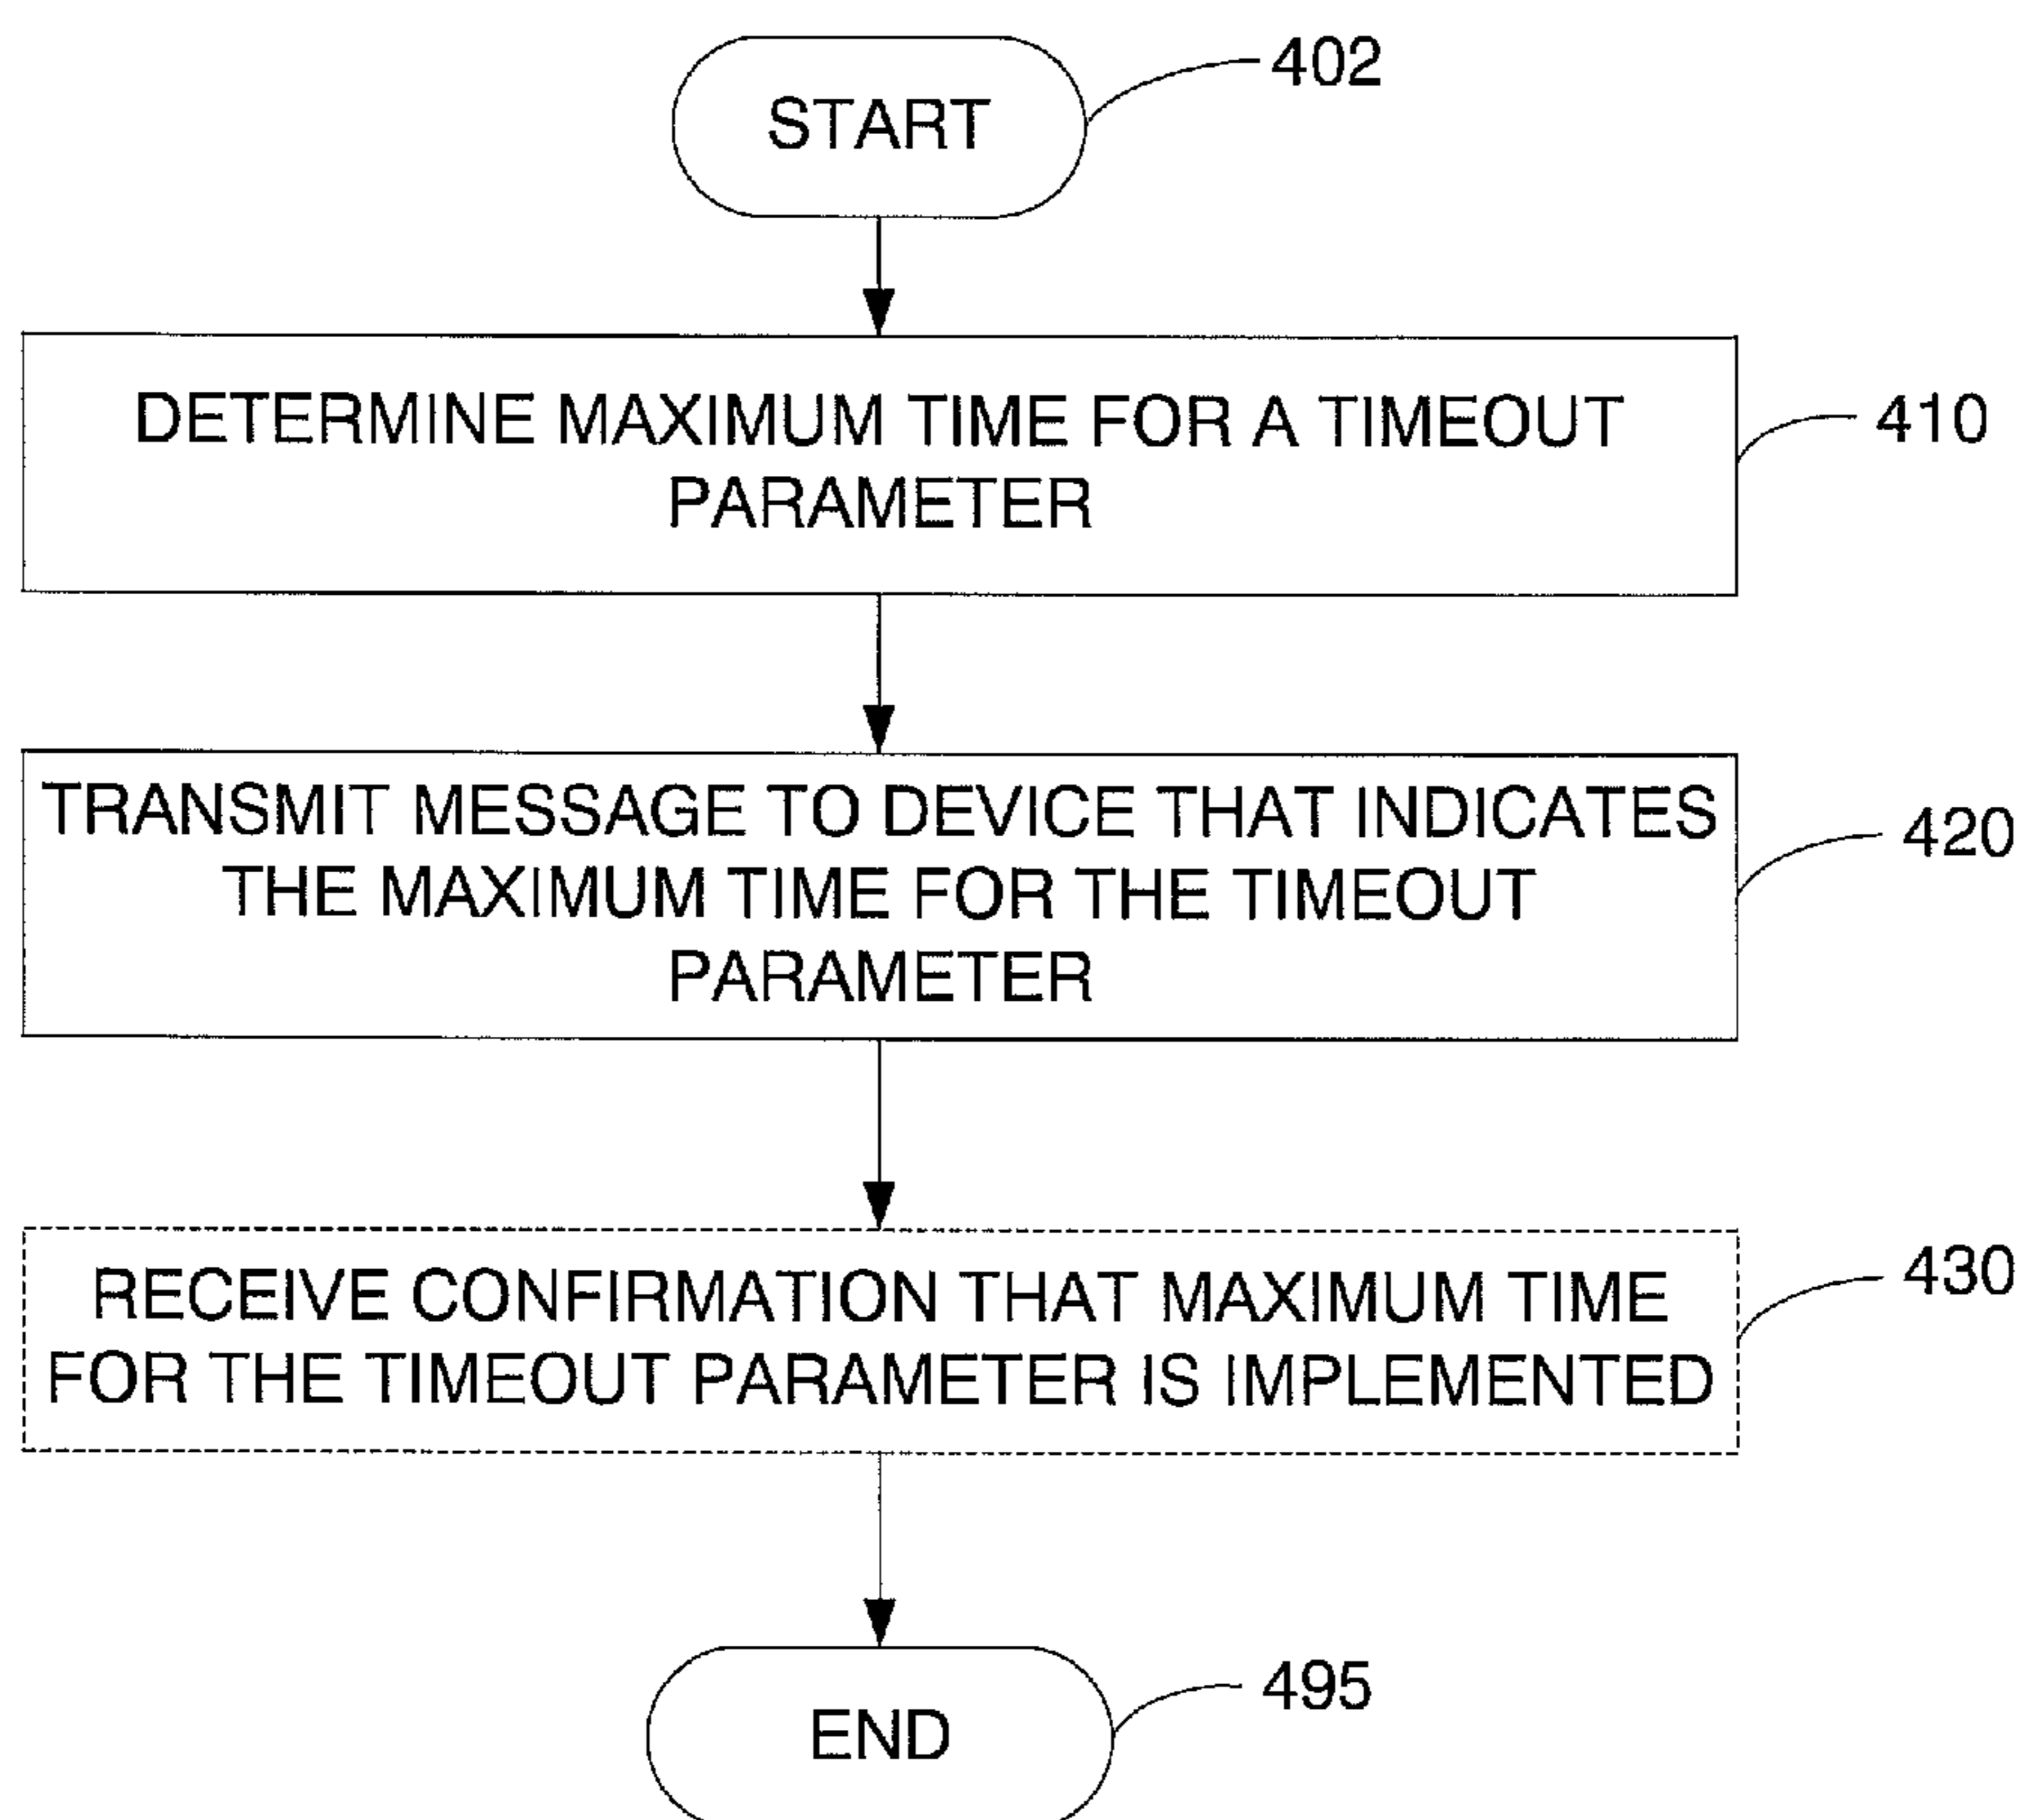 402
START
DETERMINE MAXIMUM TIME FOR A TIMEOUT
PARAMETER
410
TRANSMIT MESSAGE TO DEVICE THAT INDICATES
THE MAXIMUM TIME FOR THE TIMEOUT
PARAMETER
420
RECEIVE CONFIRMATION THAT MAXIMUM TIME
FOR THE TIMEOUT PARAMETER IS IMPLEMENTED
430
495
END